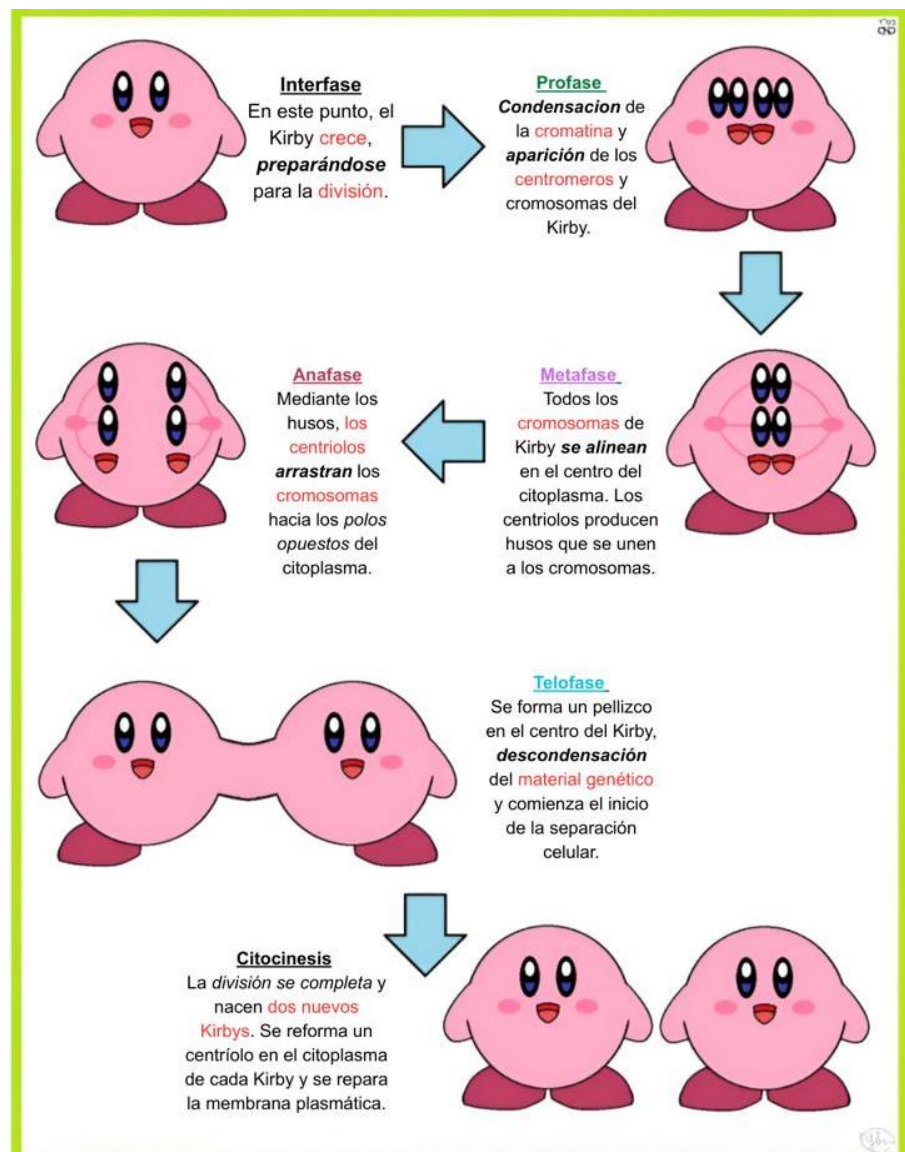 Interfase
En este punto, el
Kirby crece,
preparándose
para la división.
Profase
Condensacion de
la cromatina y
aparición de los
centromeros y
cromosomas del
Kirby.
Metafase
Todos los
cromosomas de
Kirby se alinean
en el centro del
citoplasma. Los
centriolos producen
husos que se unen
a los cromosomas.
Anafase
Mediante los
husos, los
centriolos
arrastran los
cromosomas
hacia los polos
opuestos del
citoplasma.
Telofase
Se forma un pellizco
en el centro del Kirby,
descondensación
del material genético
y comienza el inicio
de la separación
celular.
Citocinesis
La división se completa y
nacen dos nuevos
Kirbys. Se reforma un
centríolo en el citoplasma
de cada Kirby y se repara
la membrana plasmática.